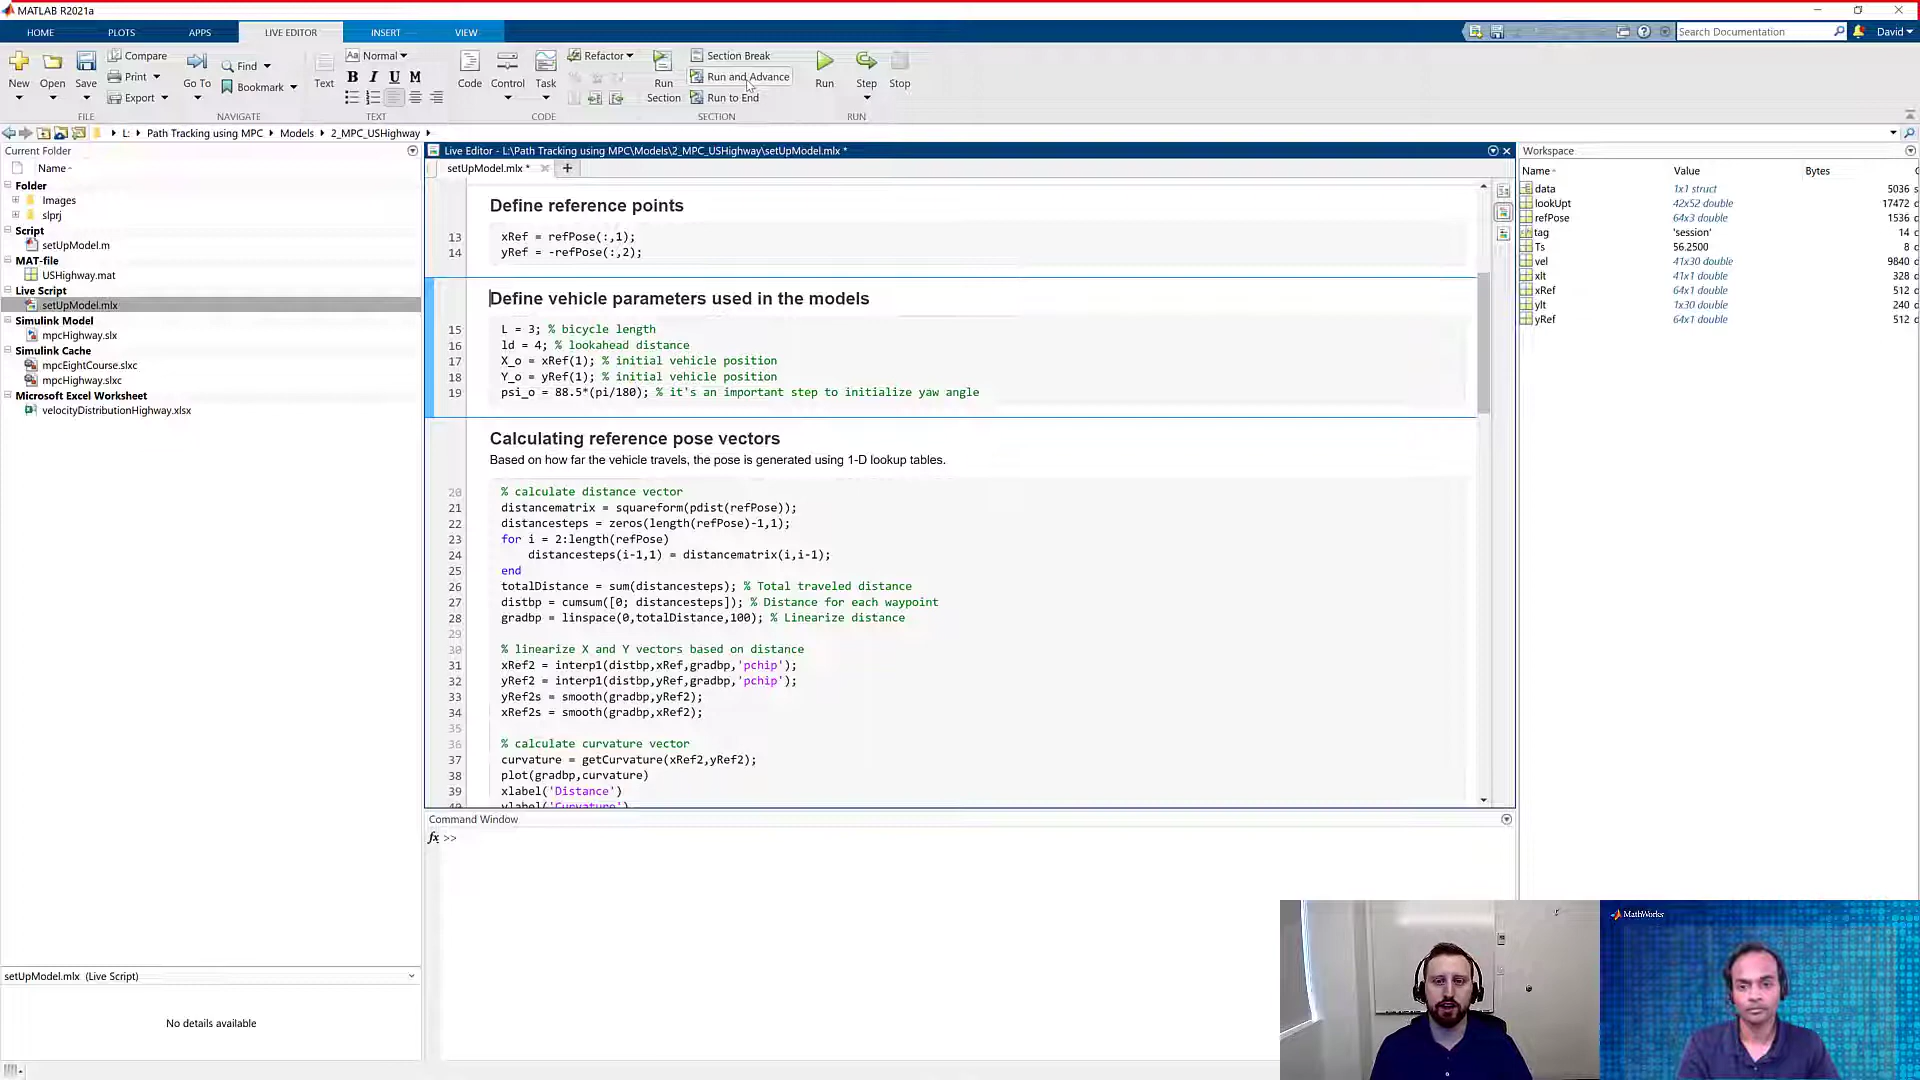 MATLAB R2021a
HOME PLOTS APPS LIVE EDITOR INSERT VIEW
Search Documentation
David
New Open Save
Compare
Print
Export
Go To
Find
Bookmark
Text
Normal
B I U M
Code Control Task
Refactor
Run Section
Section Break
Run and Advance
Run to End
Run Step Stop
FILE NAVIGATE TEXT CODE SECTION RUN
L: Path Tracking using MPC Models 2_MPC_USHighway
Current Folder
Name
Folder
Images
slprj
Script
setUpModel.m
MAT-file
USHighway.mat
Live Script
setUpModel.mlx
Simulink Model
mpcHighway.slx
Simulink Cache
mpcEightCourse.slxc
mpcHighway.slxc
Microsoft Excel Worksheet
velocityDistributionHighway.xlsx
setUpModel.mlx (Live Script)
No details available
Live Editor - L:\Path Tracking using MPC\Models\2_MPC_USHighway\setUpModel.mlx *
setUpModel.mlx *
Define reference points
13 xRef = refPose(:,1);
14 yRef = -refPose(:,2);
Define vehicle parameters used in the models
15 L = 3; % bicycle length
16 ld = 4; % lookahead distance
17 X_o = xRef(1); % initial vehicle position
18 Y_o = yRef(1); % initial vehicle position
19 psi_o = 88.5*(pi/180); % it's an important step to initialize yaw angle
Calculating reference pose vectors
Based on how far the vehicle travels, the pose is generated using 1-D lookup tables.
20 % calculate distance vector
21 distancematrix = squareform(pdist(refPose));
22 distancesteps = zeros(length(refPose)-1,1);
23 for i = 2:length(refPose)
24 distancesteps(i-1,1) = distancematrix(i,i-1);
25 end
26 totalDistance = sum(distancesteps); % Total traveled distance
27 distbp = cumsum([0; distancesteps]); % Distance for each waypoint
28 gradbp = linspace(0,totalDistance,100); % Linearize distance
29
30 % linearize X and Y vectors based on distance
31 xRef2 = interp1(distbp,xRef,gradbp,'pchip');
32 yRef2 = interp1(distbp,yRef,gradbp,'pchip');
33 yRef2s = smooth(gradbp,yRef2);
34 xRef2s = smooth(gradbp,xRef2);
35
36 % calculate curvature vector
37 curvature = getCurvature(xRef2,yRef2);
38 plot(gradbp,curvature)
39 xlabel('Distance')
40 ylabel('Curvature')
Command Window
fx >>
Workspace
Name Value Bytes
data 1x1 struct 5036
lookUpt 42x52 double 17472
refPose 64x3 double 1536
tag 'session' 14
Ts 56.2500 8
vel 41x30 double 9840
xlt 41x1 double 328
xRef 64x1 double 512
ylt 1x30 double 240
yRef 64x1 double 512
MathWorks